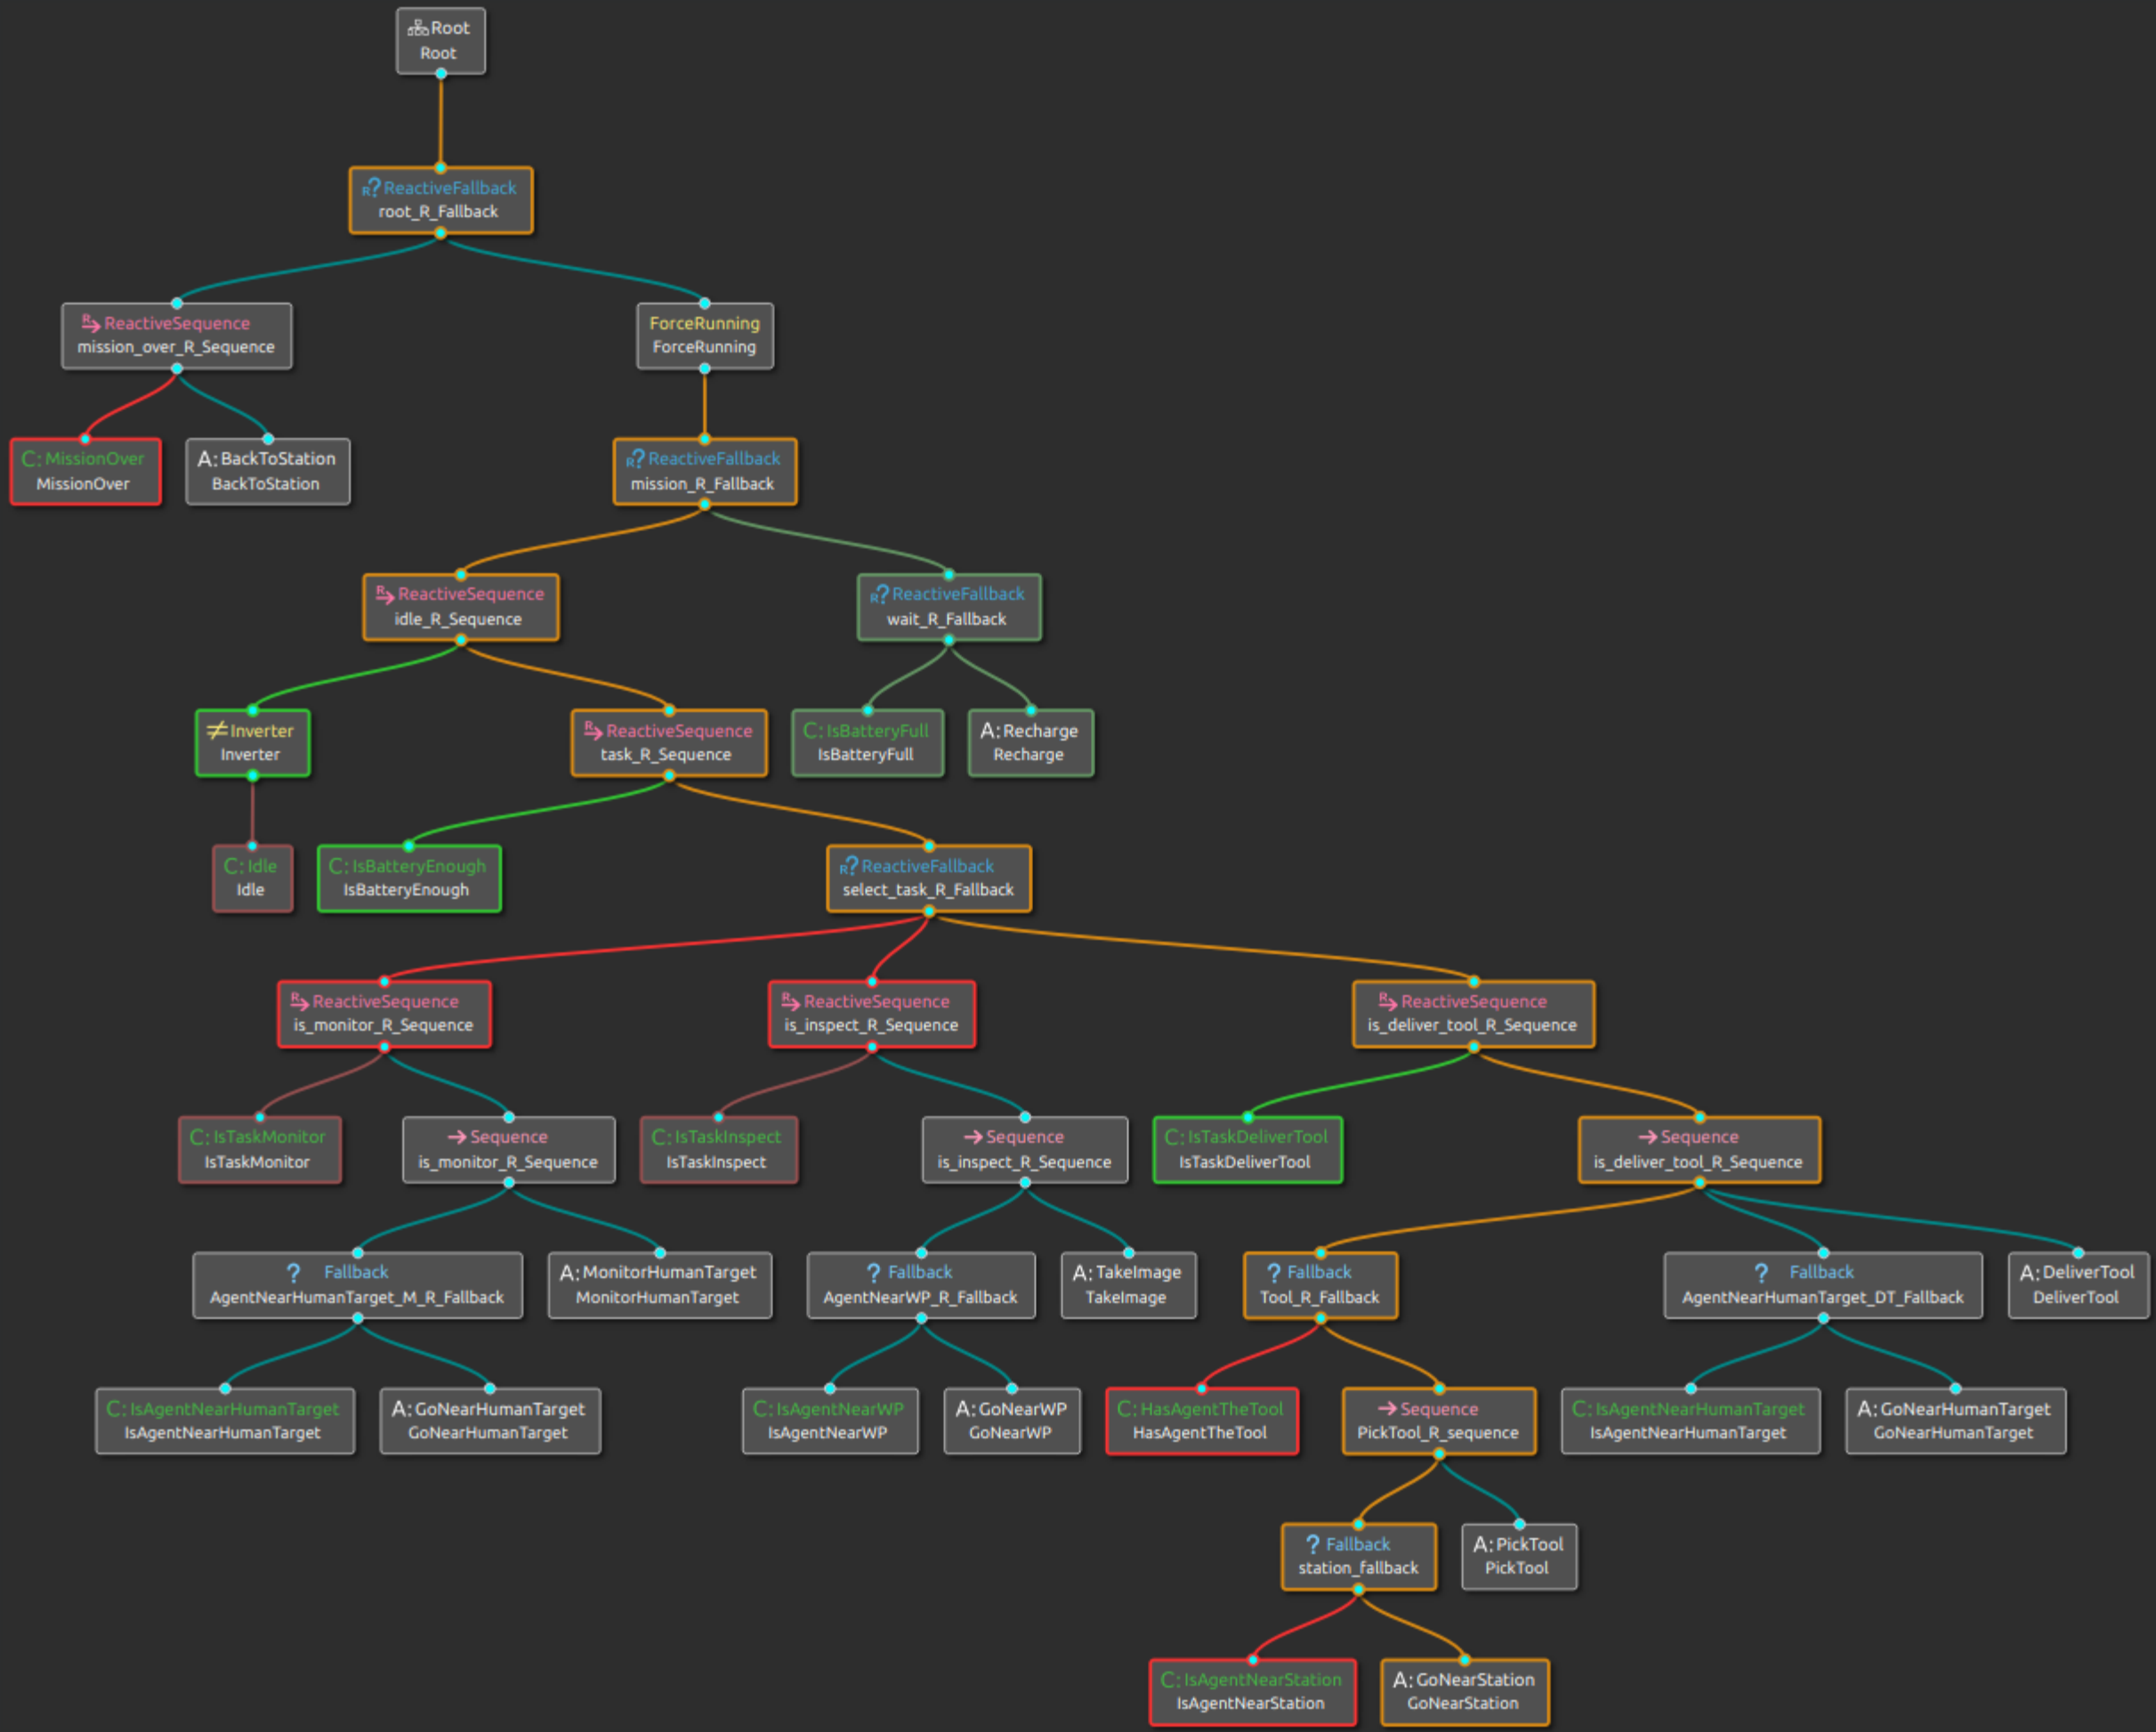 Root
Root
R?ReactiveFallback
root_R_Fallback
R→ReactiveSequence
mission_over_R_Sequence
ForceRunning
ForceRunning
C:MissionOver
MissionOver
A:BackToStation
BackToStation
R?ReactiveFallback
mission_R_Fallback
R→ReactiveSequence
idle_R_Sequence
R?ReactiveFallback
wait_R_Fallback
≠Inverter
Inverter
R→ReactiveSequence
task_R_Sequence
C:IsBatteryFull
IsBatteryFull
A:Recharge
Recharge
C:Idle
Idle
C:IsBatteryEnough
IsBatteryEnough
R?ReactiveFallback
select_task_R_Fallback
R→ReactiveSequence
is_monitor_R_Sequence
R→ReactiveSequence
is_inspect_R_Sequence
R→ReactiveSequence
is_deliver_tool_R_Sequence
C:IsTaskMonitor
IsTaskMonitor
→Sequence
is_monitor_R_Sequence
C:IsTaskInspect
IsTaskInspect
→Sequence
is_inspect_R_Sequence
C:IsTaskDeliverTool
IsTaskDeliverTool
→Sequence
is_deliver_tool_R_Sequence
? Fallback
AgentNearHumanTarget_M_R_Fallback
A:MonitorHumanTarget
MonitorHumanTarget
? Fallback
AgentNearWP_R_Fallback
A:TakeImage
TakeImage
? Fallback
Tool_R_Fallback
? Fallback
AgentNearHumanTarget_DT_Fallback
A:DeliverTool
DeliverTool
C:IsAgentNearHumanTarget
IsAgentNearHumanTarget
A:GoNearHumanTarget
GoNearHumanTarget
C:IsAgentNearWP
IsAgentNearWP
A:GoNearWP
GoNearWP
C:HasAgentTheTool
HasAgentTheTool
→Sequence
PickTool_R_sequence
C:IsAgentNearHumanTarget
IsAgentNearHumanTarget
A:GoNearHumanTarget
GoNearHumanTarget
? Fallback
station_fallback
A:PickTool
PickTool
C:IsAgentNearStation
IsAgentNearStation
A:GoNearStation
GoNearStation